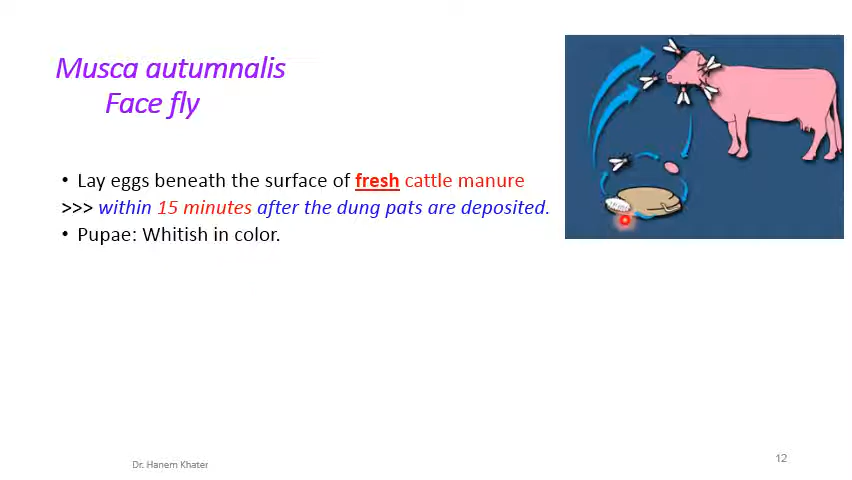 Musca autumnalis
Face fly
• Lay eggs beneath the surface of fresh cattle manure
>>> within 15 minutes after the dung pats are deposited.
• Pupae: Whitish in color.
Dr. Hanem Khater
12